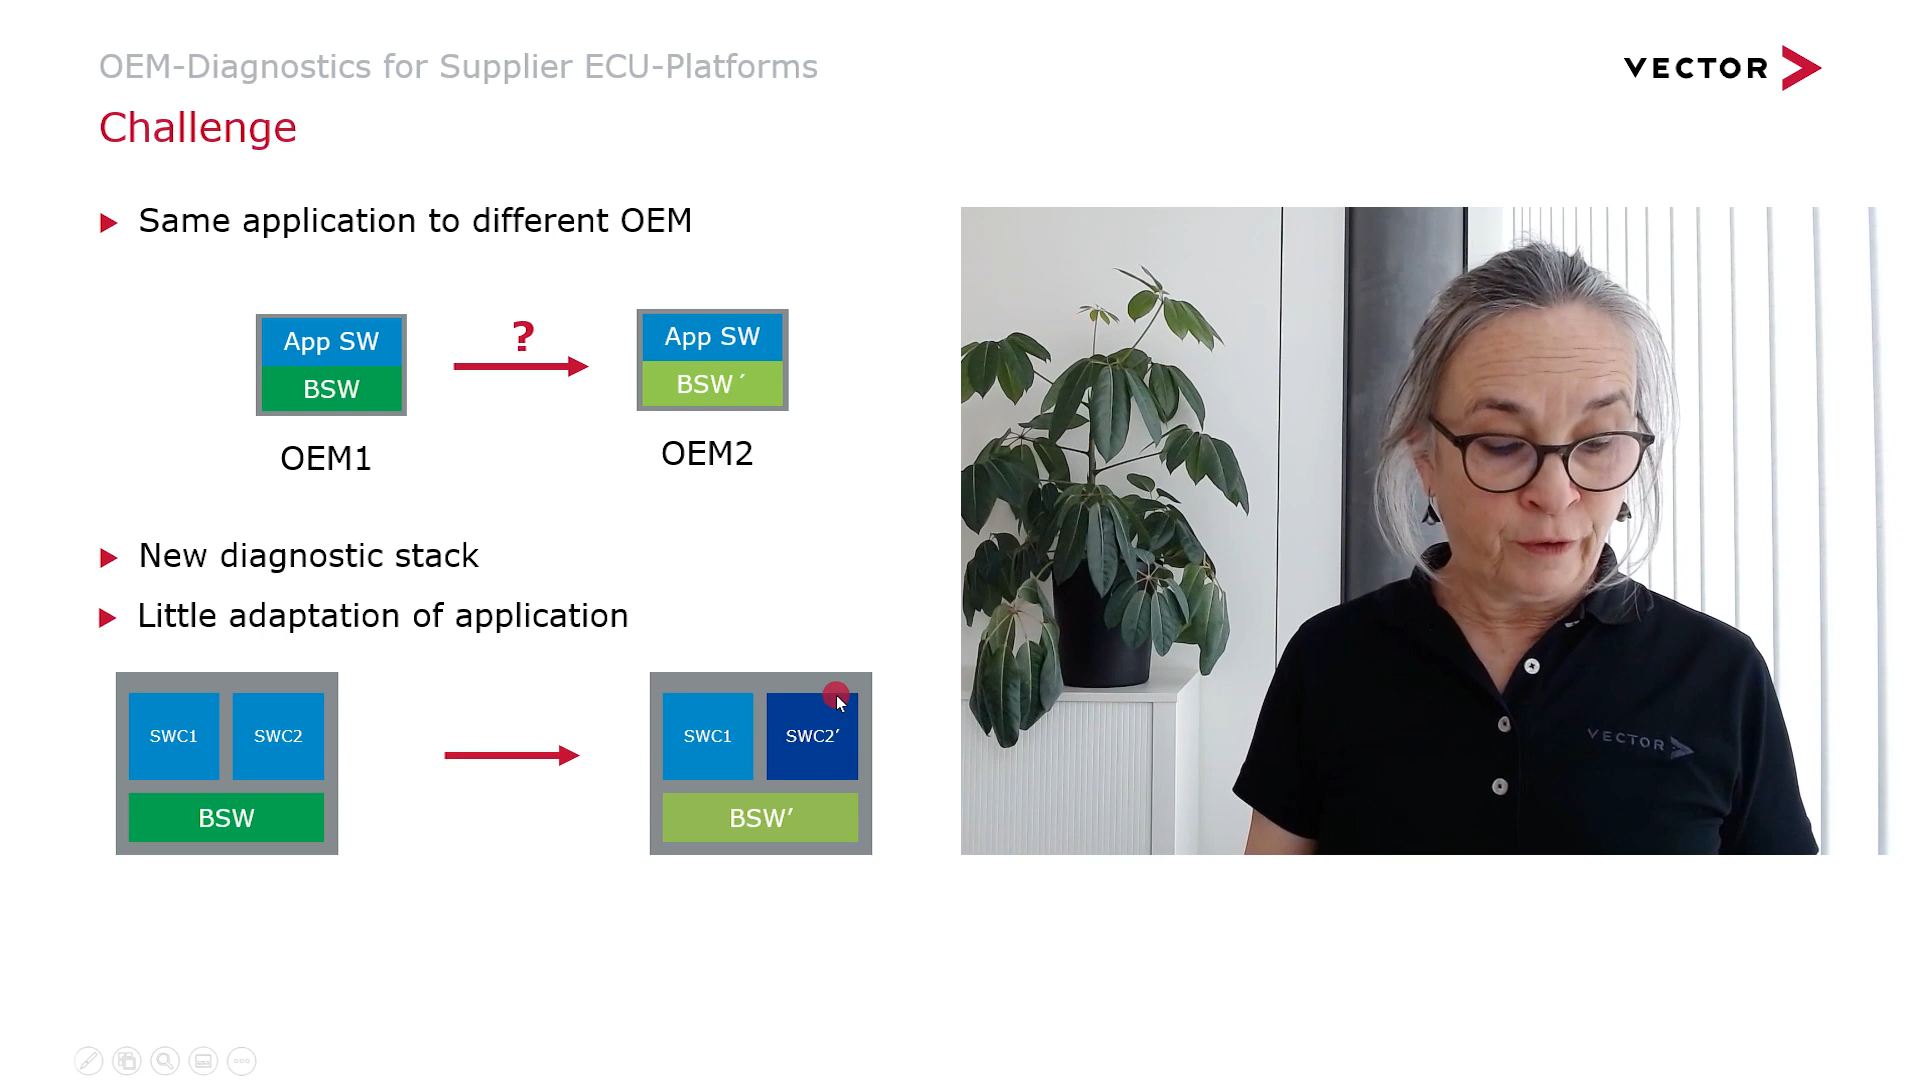 OEM-Diagnostics for Supplier ECU-Platforms
VECTOR
Challenge
Same application to different OEM
App SW
BSW
?
App SW
BSW´
OEM1
OEM2
New diagnostic stack
Little adaptation of application
SWC1
SWC2
BSW
SWC1
SWC2’
BSW’
VECTOR